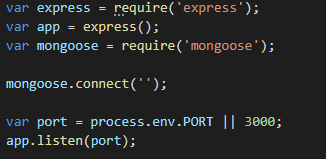 var express = require('express');
var app = express();
var mongoose = require('mongoose');
mongoose.connect('');
var port = process.env.PORT || 3000;
app.listen(port);